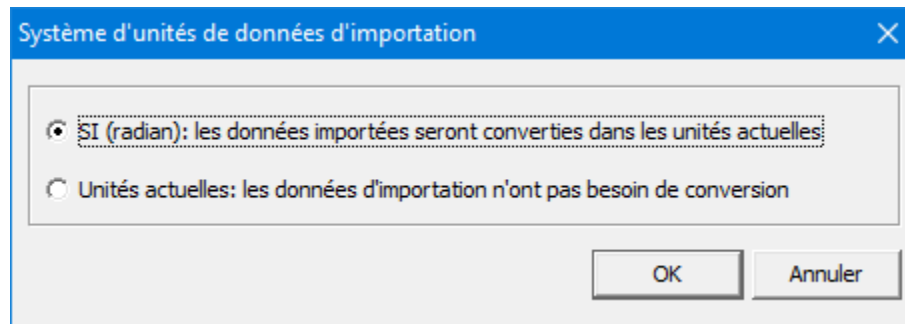 Système d'unités de données d'importation
SI (radian): les données importées seront converties dans les unités actuelles
Unités actuelles: les données d'importation n'ont pas besoin de conversion
OK
Annuler